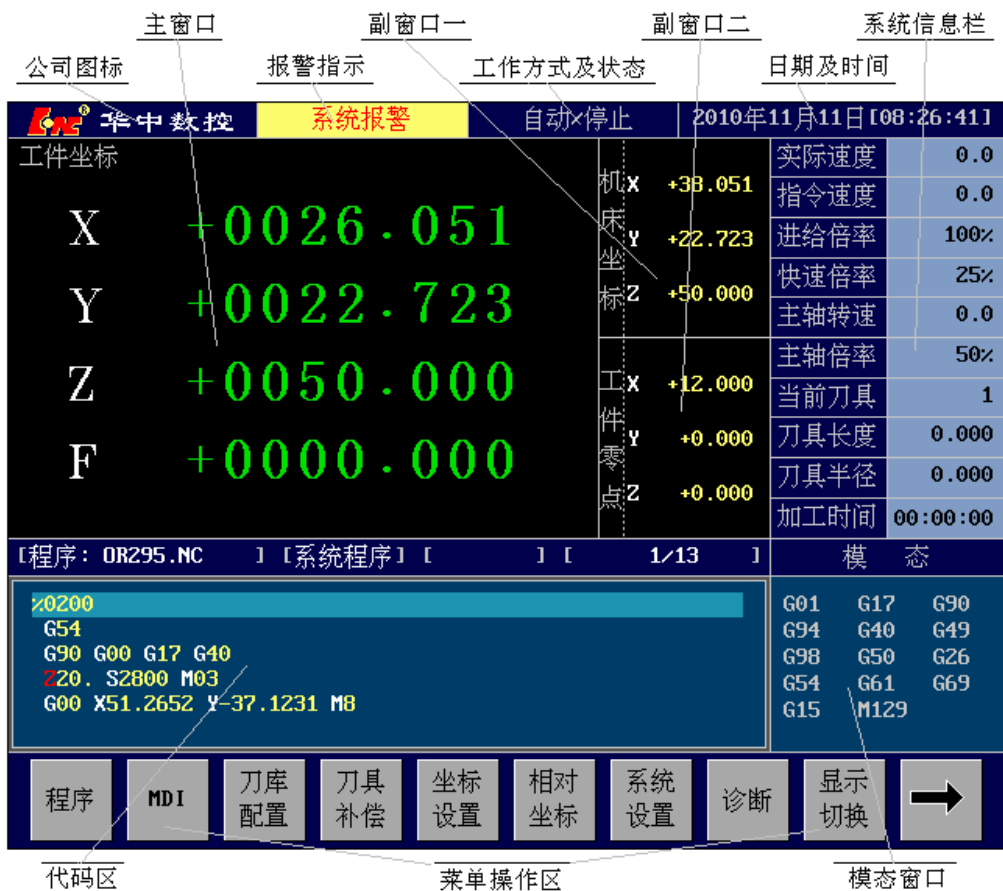 主窗口 副窗口一 副窗口二 系统信息栏
公司图标 报警指示 工作方式及状态 日期及时间
HNC® 华中数控 系统报警 自动×停止 2010年11月11日[08:26:41]
工件坐标
X +0026.051
Y +0022.723
Z +0050.000
F +0000.000
机床坐标
X +38.051
Y +22.723
Z +50.000
工件零点
X +12.000
Y +0.000
Z +0.000
实际速度 0.0
指令速度 0.0
进给倍率 100%
快速倍率 25%
主轴转速 0.0
主轴倍率 50%
当前刀具 1
刀具长度 0.000
刀具半径 0.000
加工时间 00:00:00
[程序: OR295.NC ] [系统程序] [ ] [ 1/13 ]
模 态
%0200
G54
G90 G00 G17 G40
Z20. S2800 M03
G00 X51.2652 Y-37.1231 M8
G01 G17 G90
G94 G40 G49
G98 G50 G26
G54 G61 G69
G15 M129
程序 MDI 刀库配置 刀具补偿 坐标设置 相对坐标 系统设置 诊断 显示切换
代码区 菜单操作区 模态窗口